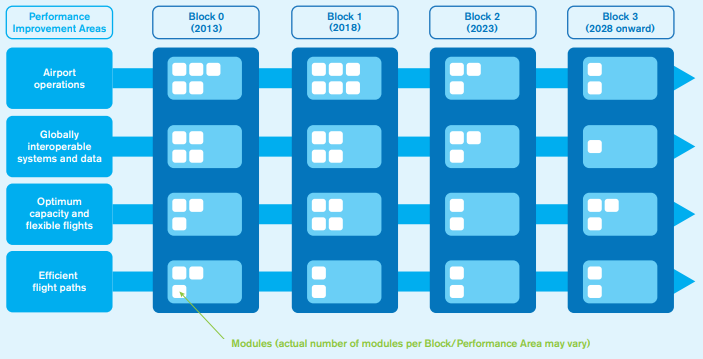 Performance
Improvement Areas
Block 0
(2013)
Block 1
(2018)
Block 2
(2023)
Block 3
(2028 onward)
Airport
operations
Globally
interoperable
systems and data
Optimum
capacity and
flexible flights
Efficient
flight paths
Modules (actual number of modules per Block/Performance Area may vary)